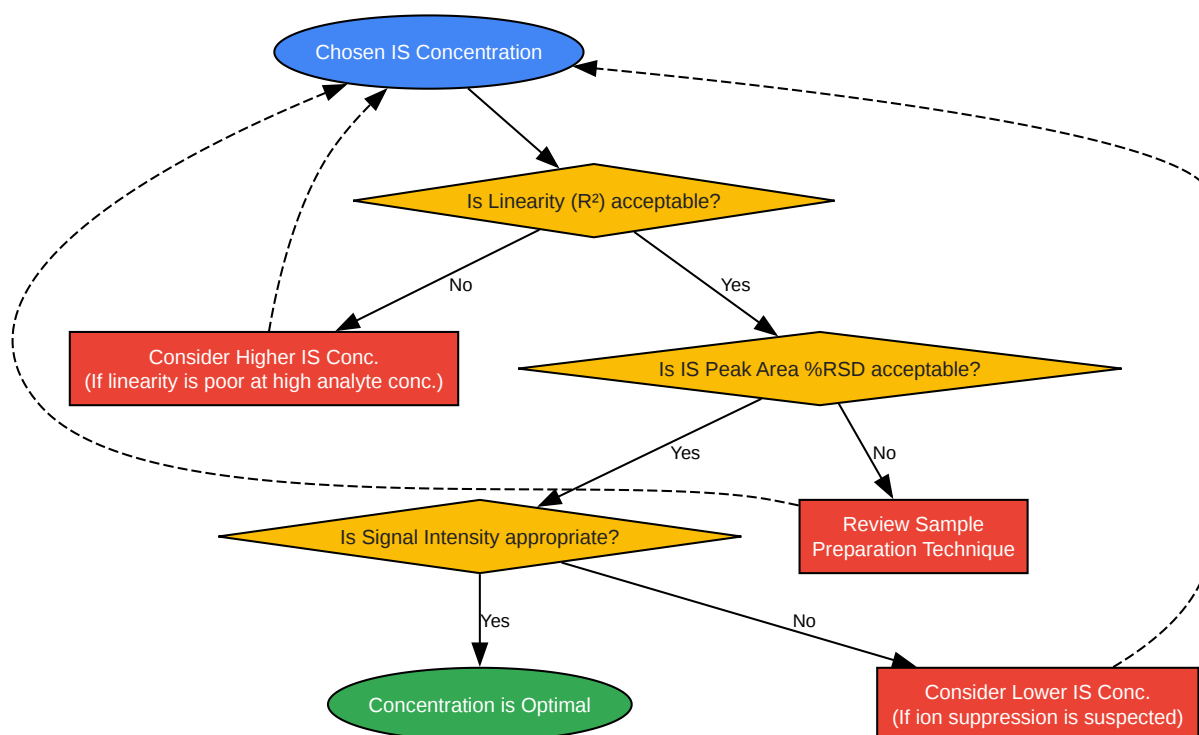 Chosen IS Concentration
Is Linearity (R²) acceptable?
No
Yes
Consider Higher IS Conc.
(If linearity is poor at high analyte conc.)
Is IS Peak Area %RSD acceptable?
Yes
No
Review Sample
Preparation Technique
Is Signal Intensity appropriate?
Yes
No
Concentration is Optimal
Consider Lower IS Conc.
(If ion suppression is suspected)